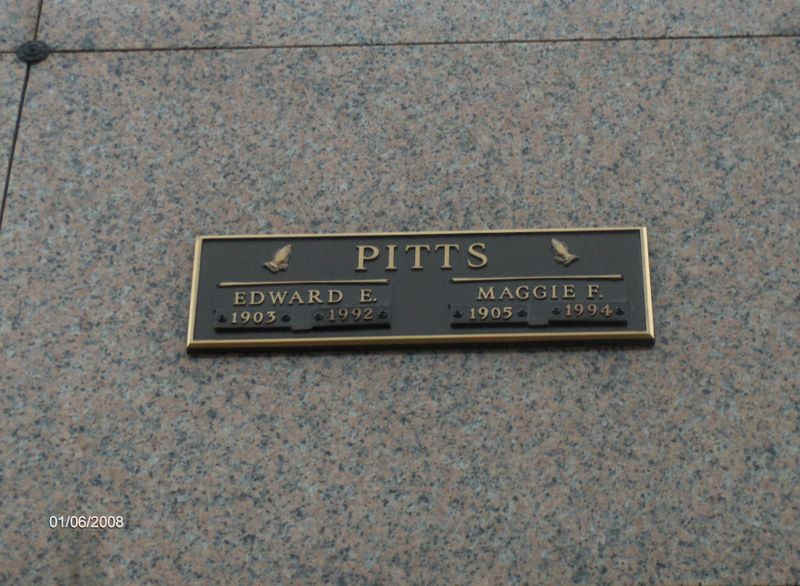 PITTS
EDWARD E.
1903 1992
MAGGIE F.
1905 1994
01/06/2008